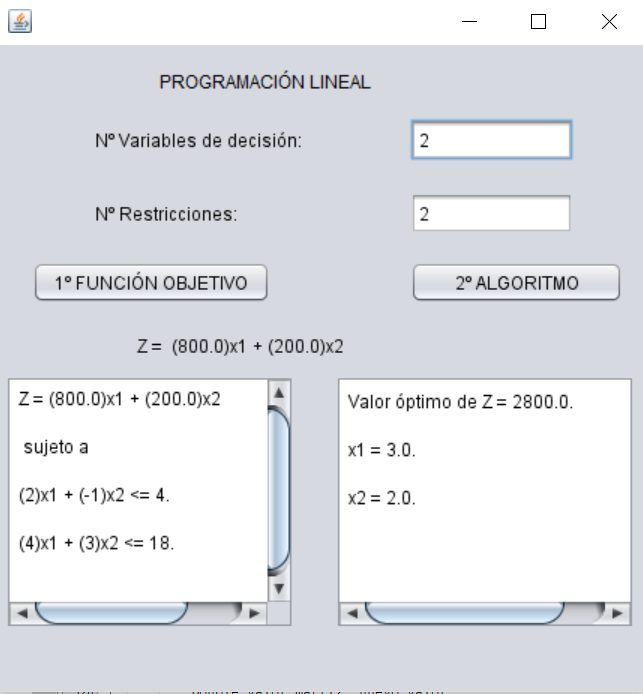 PROGRAMACIÓN LINEAL
Nº Variables de decisión:
2
Nº Restricciones:
2
1º FUNCIÓN OBJETIVO
2º ALGORITMO
Z = (800.0)x1 + (200.0)x2
Z = (800.0)x1 + (200.0)x2
sujeto a
(2)x1 + (-1)x2 <= 4.
(4)x1 + (3)x2 <= 18.
Valor óptimo de Z = 2800.0.
x1 = 3.0.
x2 = 2.0.